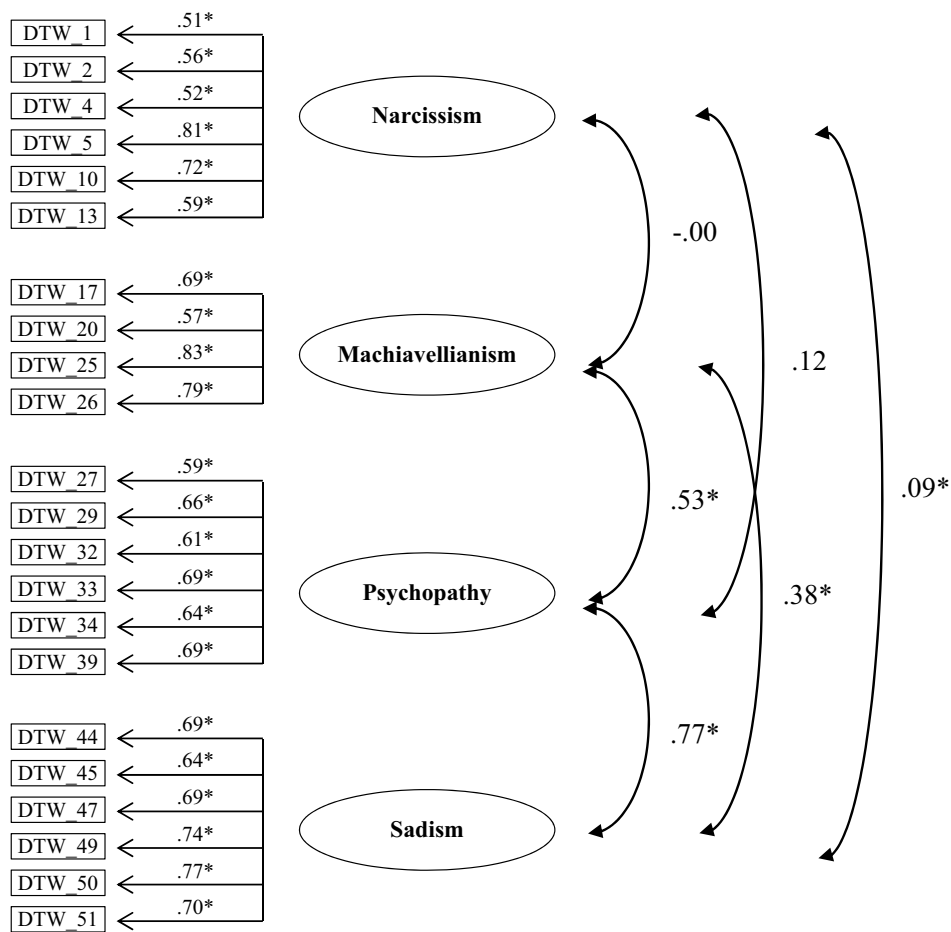 DTW_1 .51*
DTW_2 .56*
DTW_4 .52*
Narcissism
DTW_5 .81*
DTW_10 .72*
DTW_13 .59*
-.00
DTW_17 .69*
DTW_20 .57*
Machiavellianism
DTW_25 .83*
.12
DTW_26 .79*
DTW_27 .59*
.53*
.09*
DTW_29 .66*
DTW_32 .61*
DTW_33 .69*
Psychopathy
.38*
DTW_34 .64*
DTW_39 .69*
DTW_44 .69*
.77*
DTW_45 .64*
DTW_47 .69*
Sadism
DTW_49 .74*
DTW_50 .77*
DTW_51 .70*